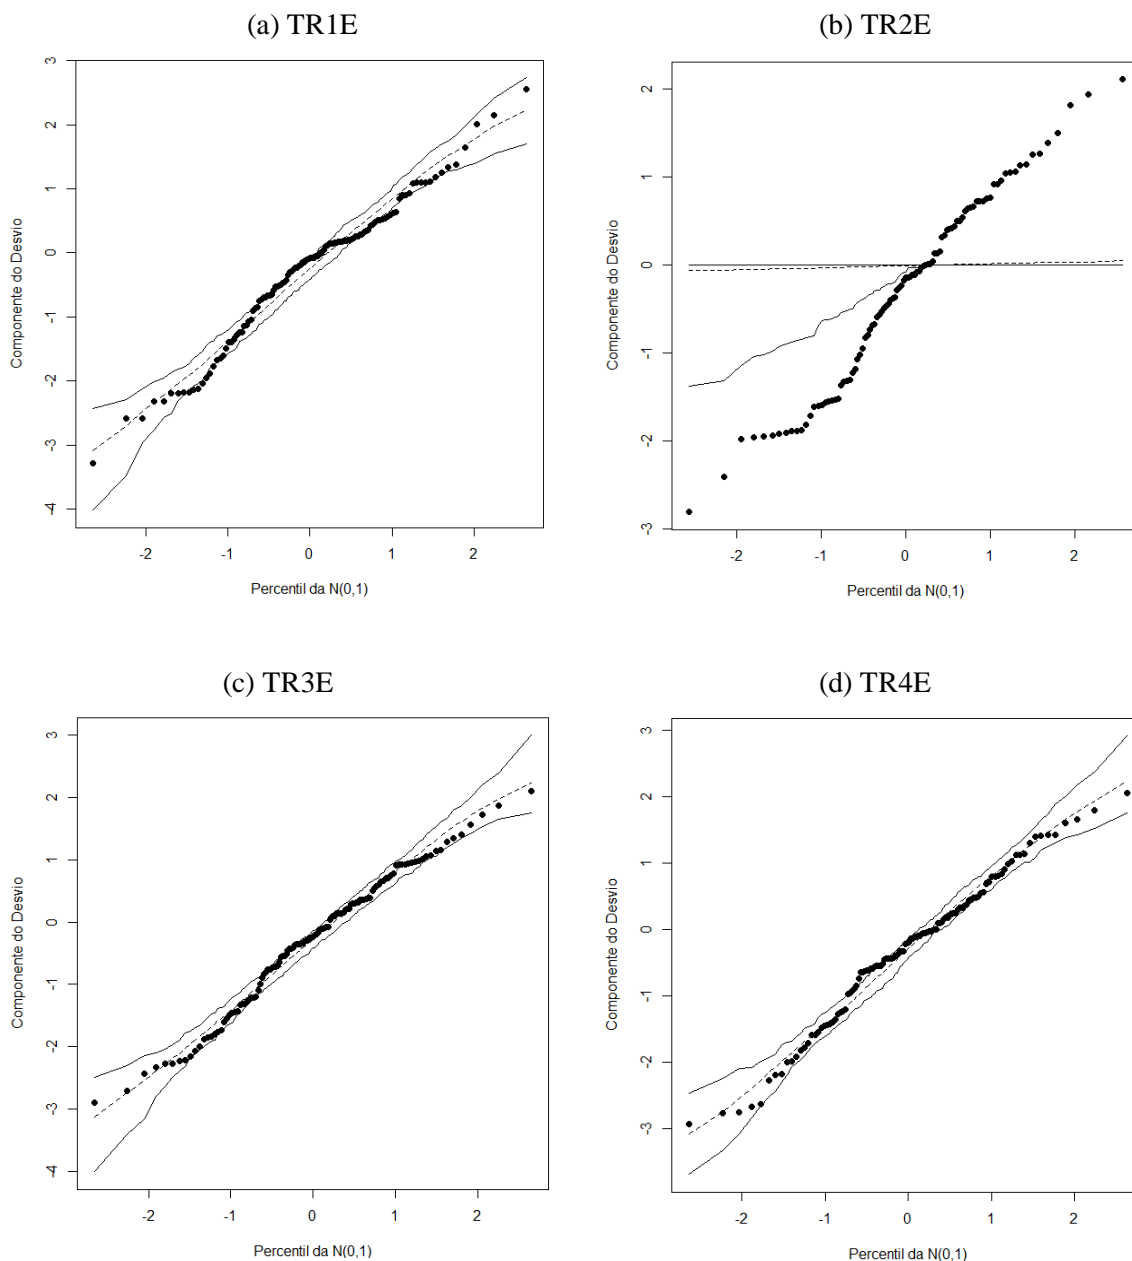 (a) TR1E
(b) TR2E
3
2
1
0
-1
-2
-3
-4
Componente do Desvio
-2 -1 0 1 2
Percentil da N(0,1)
2
1
0
-1
-2
-3
Componente do Desvio
-2 -1 0 1 2
Percentil da N(0,1)
(c) TR3E
(d) TR4E
3
2
1
0
-1
-2
-3
-4
Componente do Desvio
-2 -1 0 1 2
Percentil da N(0,1)
3
2
1
0
-1
-2
-3
Componente do Desvio
-2 -1 0 1 2
Percentil da N(0,1)